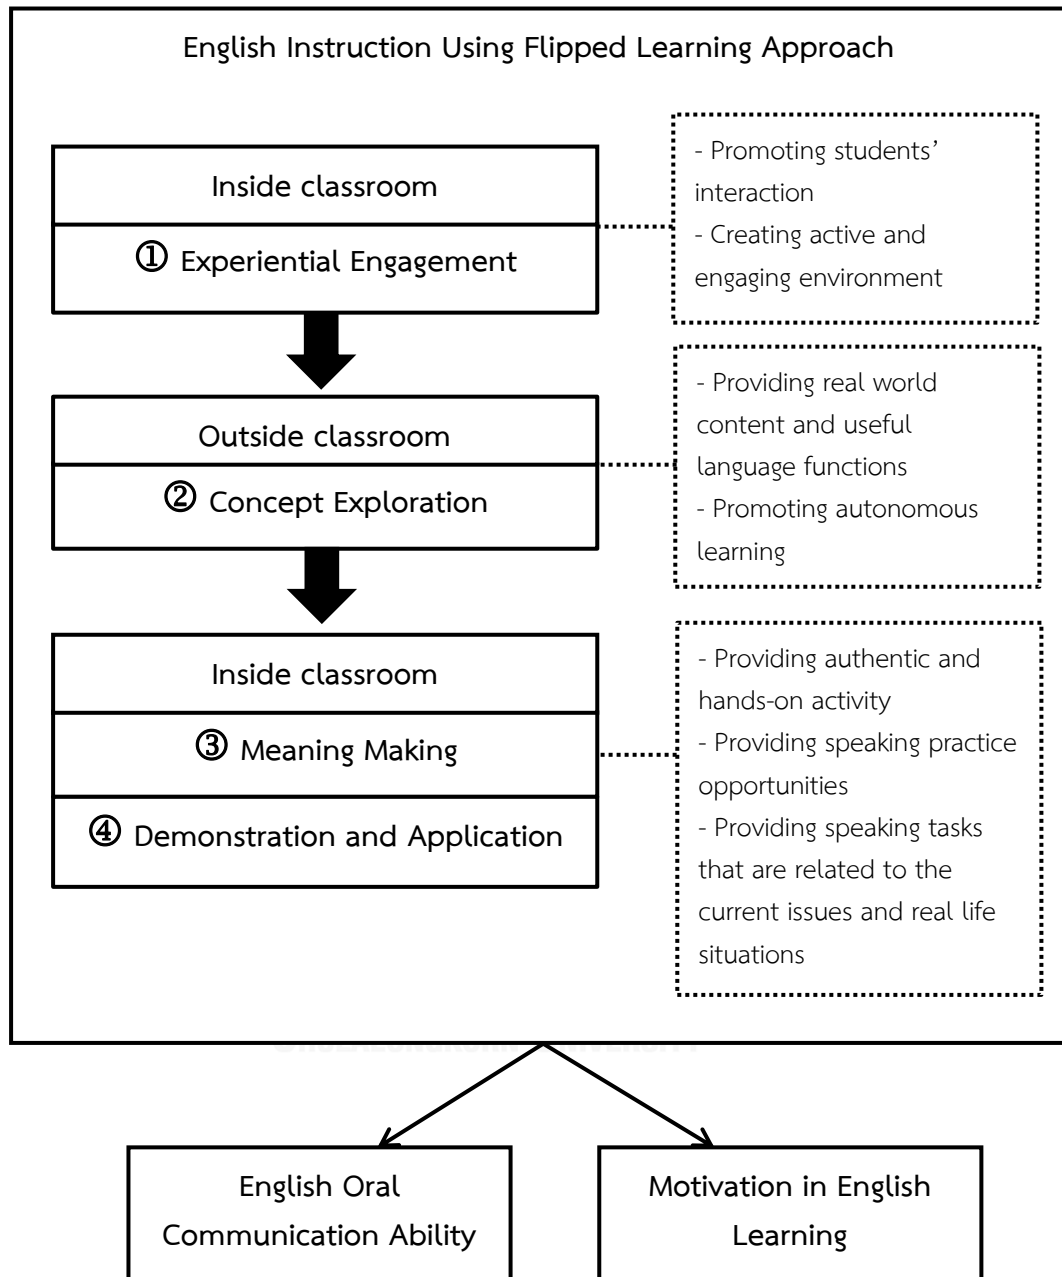 English Instruction Using Flipped Learning Approach
Inside classroom
① Experiential Engagement
- Promoting students’
interaction
- Creating active and
engaging environment
Outside classroom
② Concept Exploration
- Providing real world
content and useful
language functions
- Promoting autonomous
learning
Inside classroom
③ Meaning Making
④ Demonstration and Application
- Providing authentic and
hands-on activity
- Providing speaking practice
opportunities
- Providing speaking tasks
that are related to the
current issues and real life
situations
English Oral
Communication Ability
Motivation in English
Learning